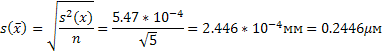 s(x̄) = √(s²(x)/n) = 5.47 * 10⁻⁴/√5 = 2.446 * 10⁻⁴мм = 0.2446μм